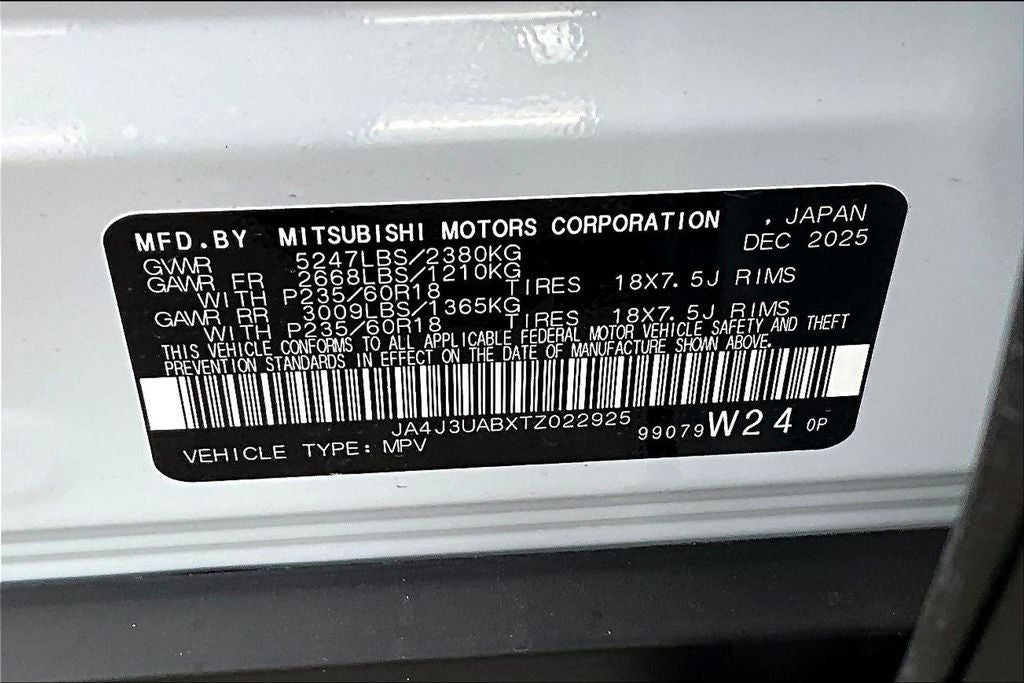 MFD.BY MITSUBISHI MOTORS CORPORATION . JAPAN
DEC 2025
GVWR 5247LBS/2380KG
GAWR FR 2668LBS/1210KG
WITH P235/60R18 TIRES 18X7.5J RIMS
GAWR RR 3009LBS/1365KG
WITH P235/60R18 TIRES 18X7.5J RIMS
THIS VEHICLE CONFORMS TO ALL APPLICABLE FEDERAL MOTOR VEHICLE SAFETY AND THEFT
PREVENTION STANDARDS IN EFFECT ON THE DATE OF MANUFACTURE SHOWN ABOVE.
JA4J3UABXTZ022925
VEHICLE TYPE: MPV
99079 W24 0P